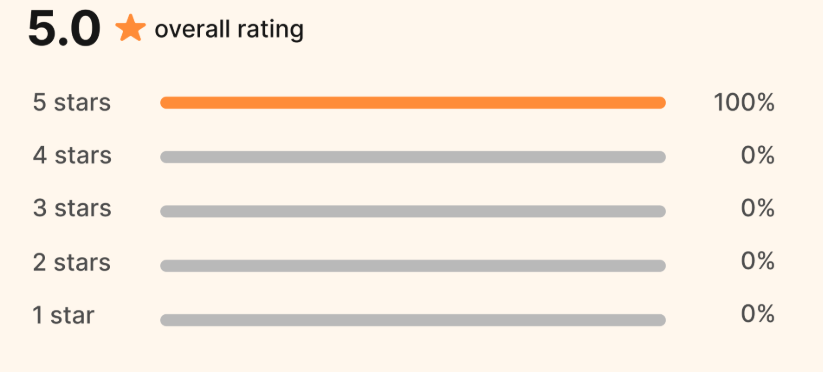 5.0 overall rating
5 stars 100%
4 stars 0%
3 stars 0%
2 stars 0%
1 star 0%